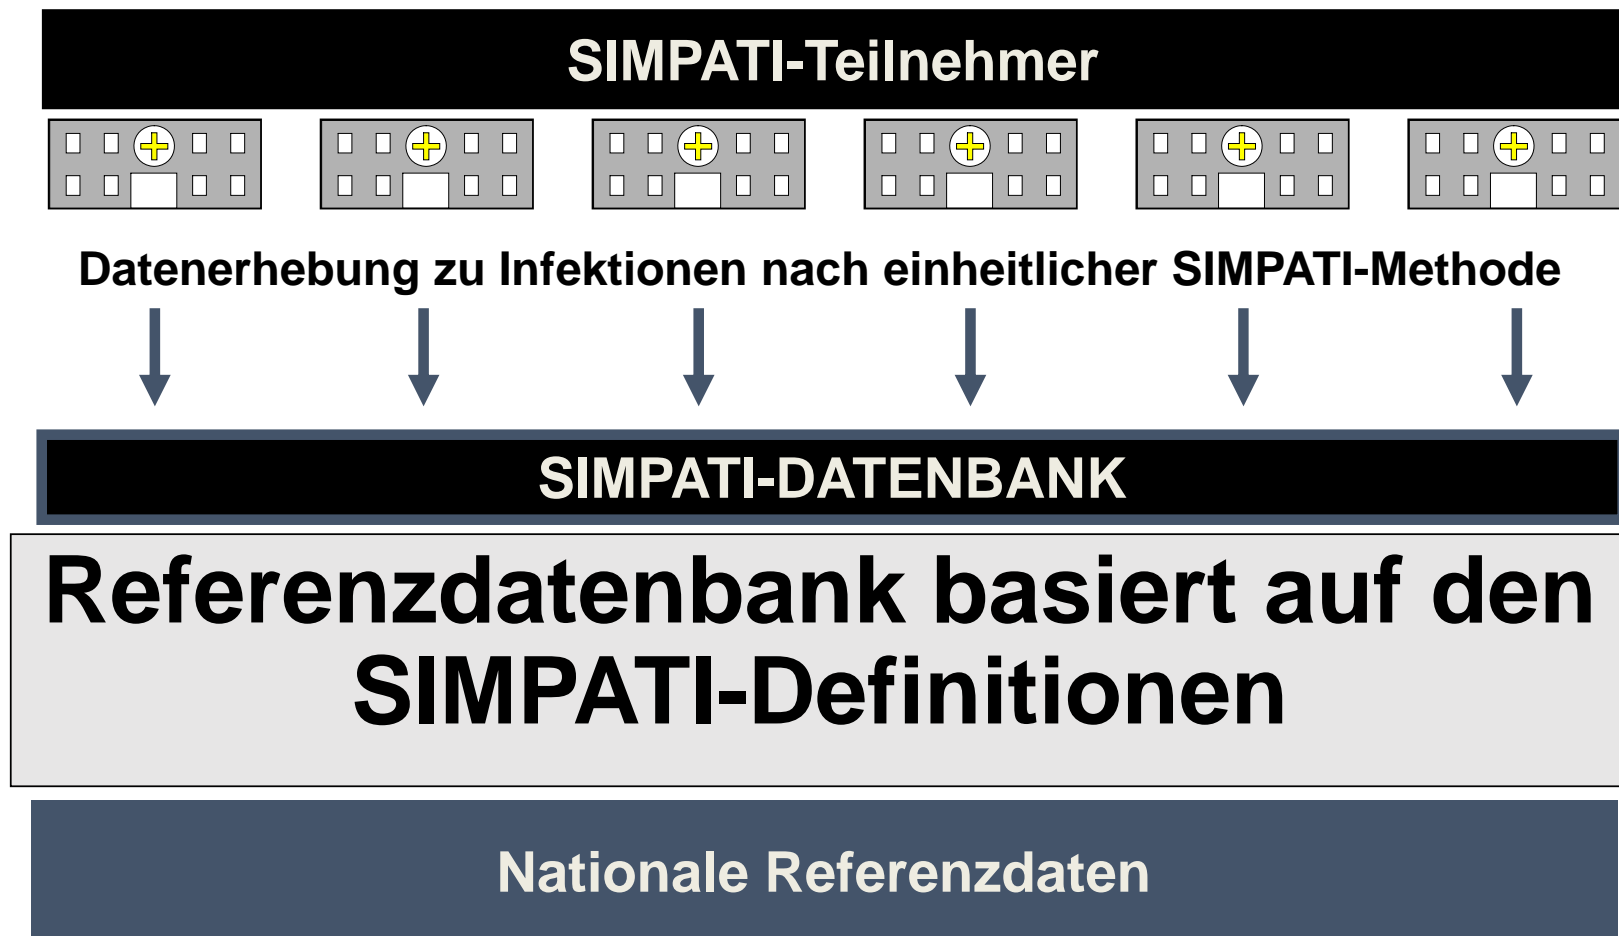 SIMPATI-Teilnehmer
Datenerhebung zu Infektionen nach einheitlicher SIMPATI-Methode
SIMPATI-DATENBANK
Referenzdatenbank basiert auf den
SIMPATI-Definitionen
Nationale Referenzdaten